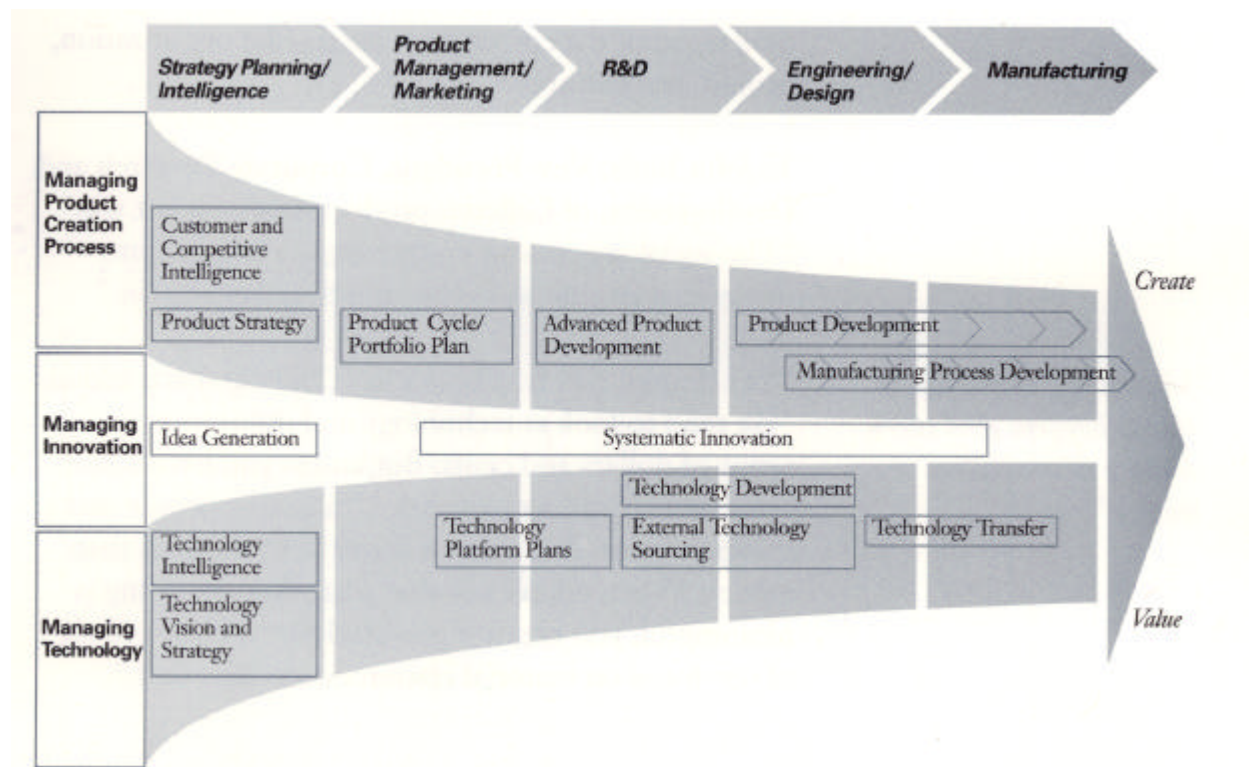 Strategy Planning/
Intelligence
Product
Management/
Marketing
R&D
Engineering/
Design
Manufacturing
Managing
Product
Creation
Process
Customer and
Competitive
Intelligence
Product Strategy
Product Cycle/
Portfolio Plan
Advanced Product
Development
Product Development
Manufacturing Process Development
Create
Managing
Innovation
Idea Generation
Systematic Innovation
Managing
Technology
Technology
Intelligence
Technology
Vision and
Strategy
Technology
Platform Plans
Technology Development
External Technology
Sourcing
Technology Transfer
Value